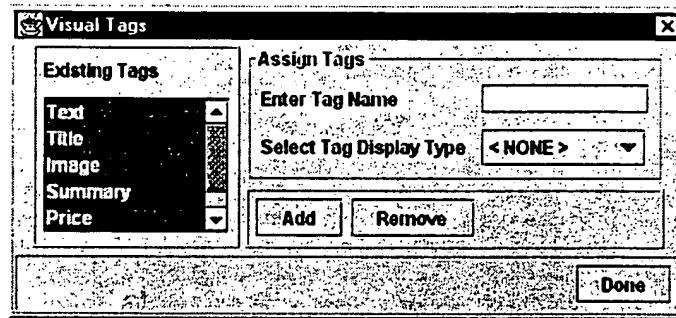 Visual Tags
Existing Tags
Text
Title
Image
Summary
Price
Assign Tags
Enter Tag Name
Select Tag Display Type
< NONE >
Add
Remove
Done